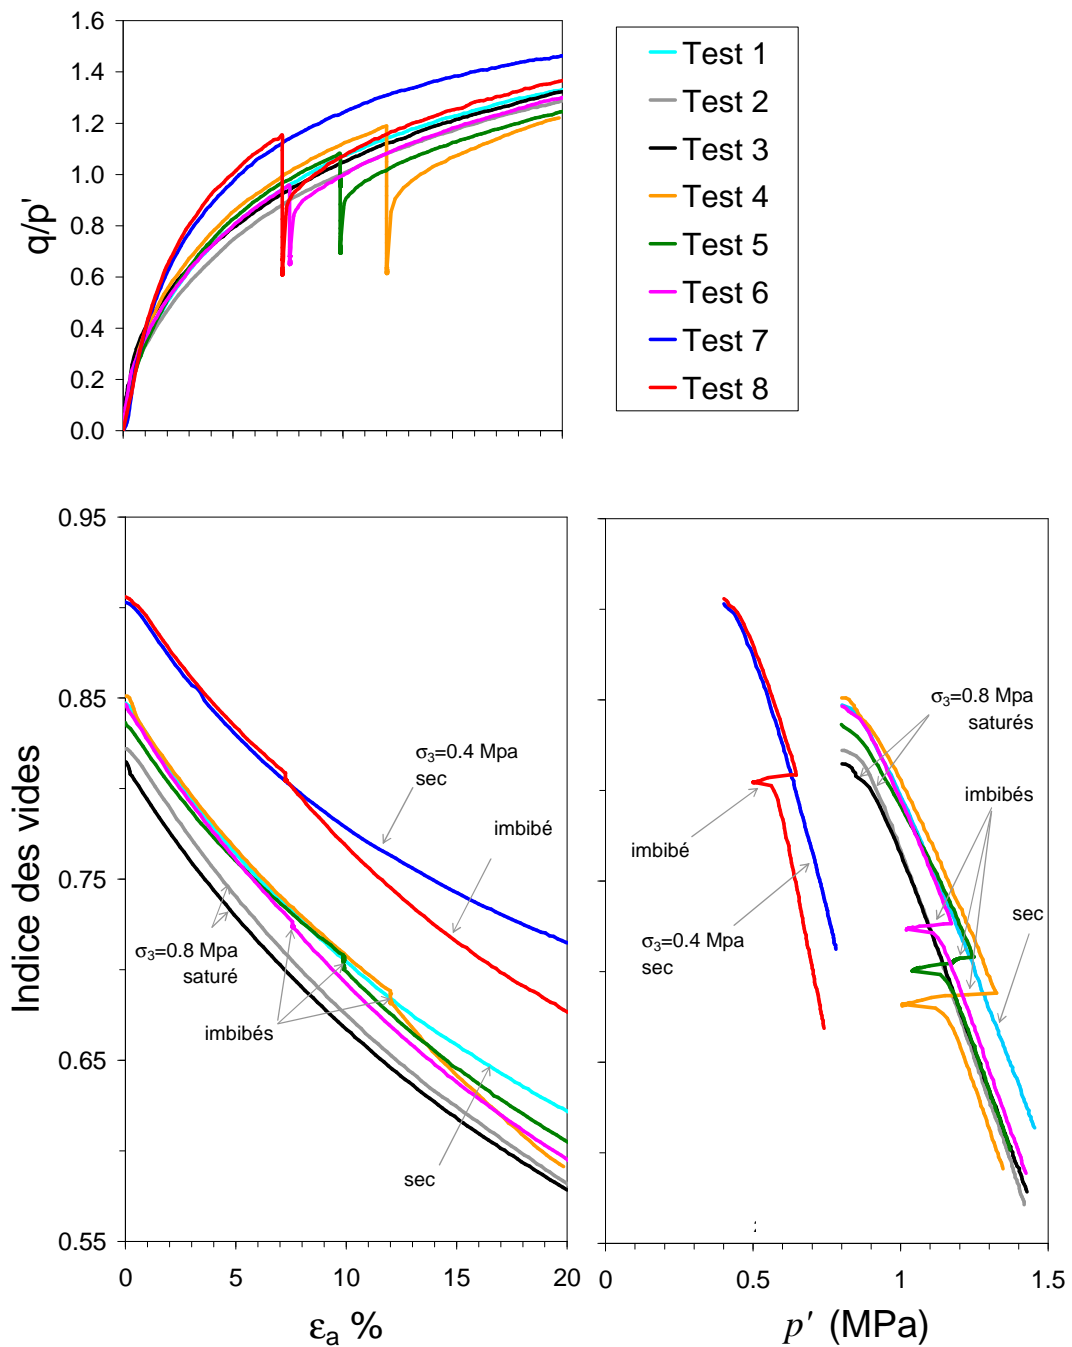 1.6
1.4
1.2
1.0
0.8
0.6
0.4
0.2
0.0
q/p'
Test 1
Test 2
Test 3
Test 4
Test 5
Test 6
Test 7
Test 8
0.95
0.85
0.75
0.65
0.55
Indice des vides
σ3=0.4 Mpa
sec
imbibé
σ3=0.8 Mpa
saturé
imbibés
sec
0
5
10
15
20
εa %
σ3=0.8 Mpa
saturés
imbibés
imbibé
sec
σ3=0.4 Mpa
sec
0
0.5
1
1.5
p' (MPa)